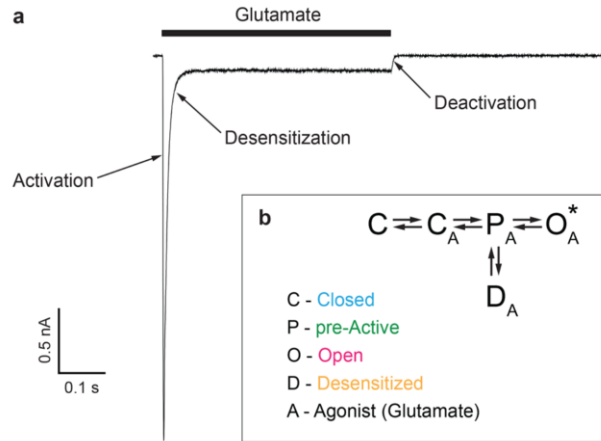 a
Glutamate
Deactivation
Desensitization
Activation
0.5 nA
0.1 s
b
C C_A P_A O_A*
D_A
C - Closed
P - pre-Active
O - Open
D - Desensitized
A - Agonist (Glutamate)